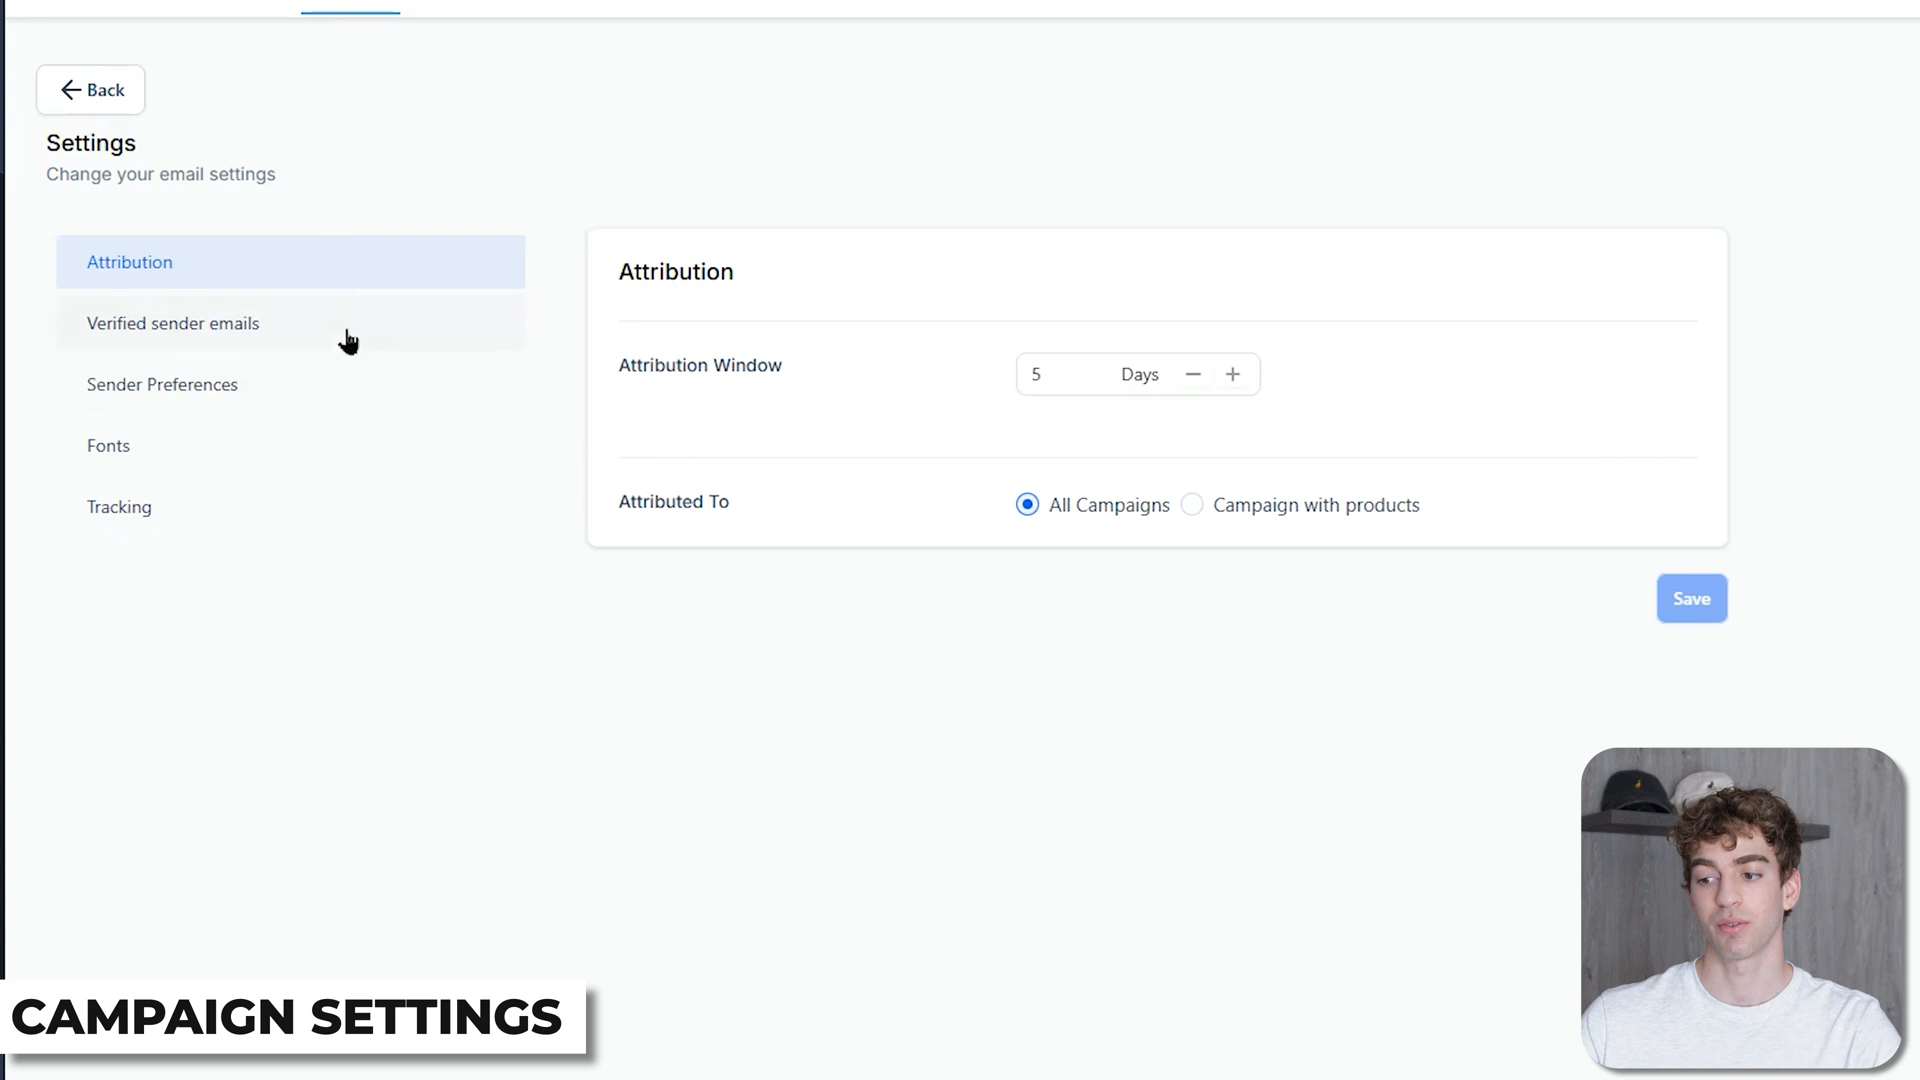 Back
Settings
Change your email settings
Attribution
Verified sender emails
Sender Preferences
Fonts
Tracking
Attribution
Attribution Window
5 Days
Attributed To
All Campaigns Campaign with products
Save
CAMPAIGN SETTINGS